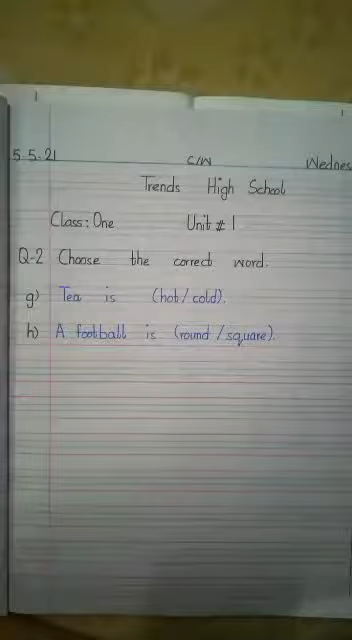 5.5.21 C/W Wednes
Trends High School
Class: One Unit # 1
Q-2 Choose the correct word.
g) Tea is (hot/cold).
h) A football is (round/square).